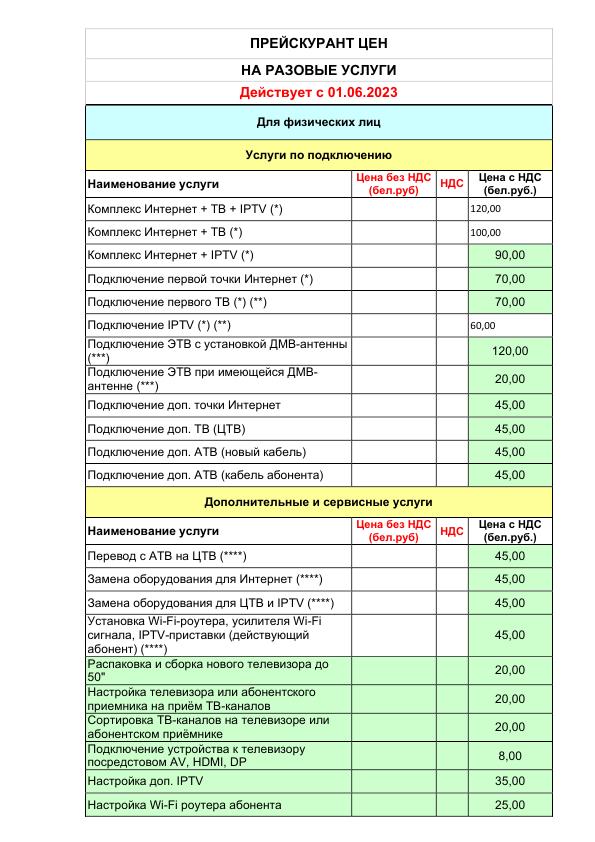 ПРЕЙСКУРАНТ ЦЕН
НА РАЗОВЫЕ УСЛУГИ
Действует с 01.06.2023
Для физических лиц
Услуги по подключению
Наименование услуги Цена без НДС (бел.руб) НДС Цена с НДС (бел.руб.)
Комплекс Интернет + ТВ + IPTV (*) 120,00
Комплекс Интернет + ТВ (*) 100,00
Комплекс Интернет + IPTV (*) 90,00
Подключение первой точки Интернет (*) 70,00
Подключение первого ТВ (*) (**) 70,00
Подключение IPTV (*) (**) 60,00
Подключение ЭТВ с установкой ДМВ-антенны
(***) 120,00
Подключение ЭТВ при имеющейся ДМВ-
антенне (***) 20,00
Подключение доп. точки Интернет 45,00
Подключение доп. ТВ (ЦТВ) 45,00
Подключение доп. АТВ (новый кабель) 45,00
Подключение доп. АТВ (кабель абонента) 45,00
Дополнительные и сервисные услуги
Наименование услуги Цена без НДС (бел.руб) НДС Цена с НДС (бел.руб.)
Перевод с АТВ на ЦТВ (****) 45,00
Замена оборудования для Интернет (****) 45,00
Замена оборудования для ЦТВ и IPTV (****) 45,00
Установка Wi-Fi-роутера, усилителя Wi-Fi
сигнала, IPTV-приставки (действующий
абонент) (****) 45,00
Распаковка и сборка нового телевизора до
50" 20,00
Настройка телевизора или абонентского
приемника на приём ТВ-каналов 20,00
Сортировка ТВ-каналов на телевизоре или
абонентском приёмнике 20,00
Подключение устройства к телевизору
посредстовом AV, HDMI, DP 8,00
Настройка доп. IPTV 35,00
Настройка Wi-Fi роутера абонента 25,00